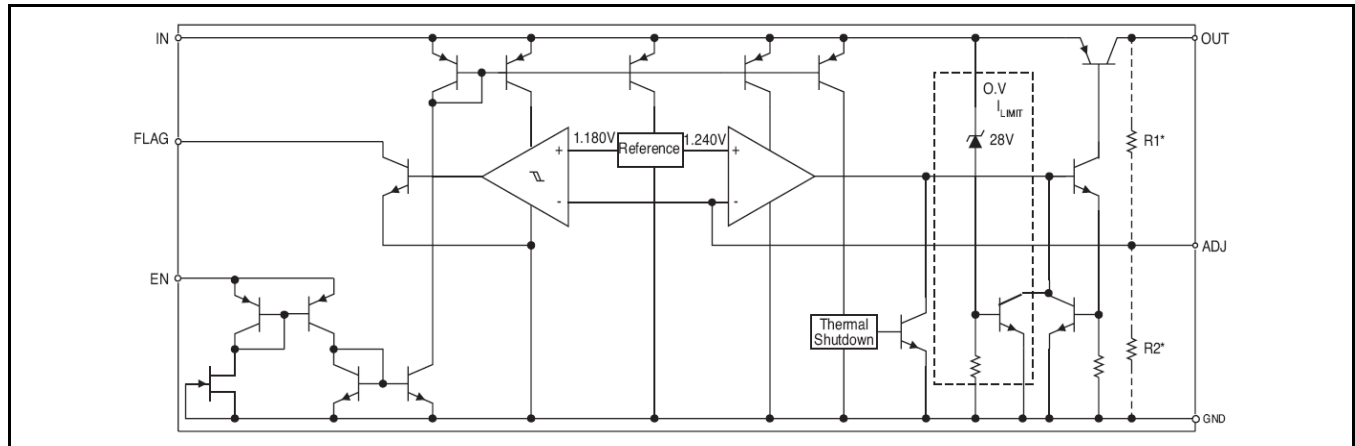 IN
OUT
O.V
I LIMIT
FLAG
28V
R1*
1.180V
Reference
1.240V
+
+
-
-
ADJ
EN
Thermal
Shutdown
R2*
GND